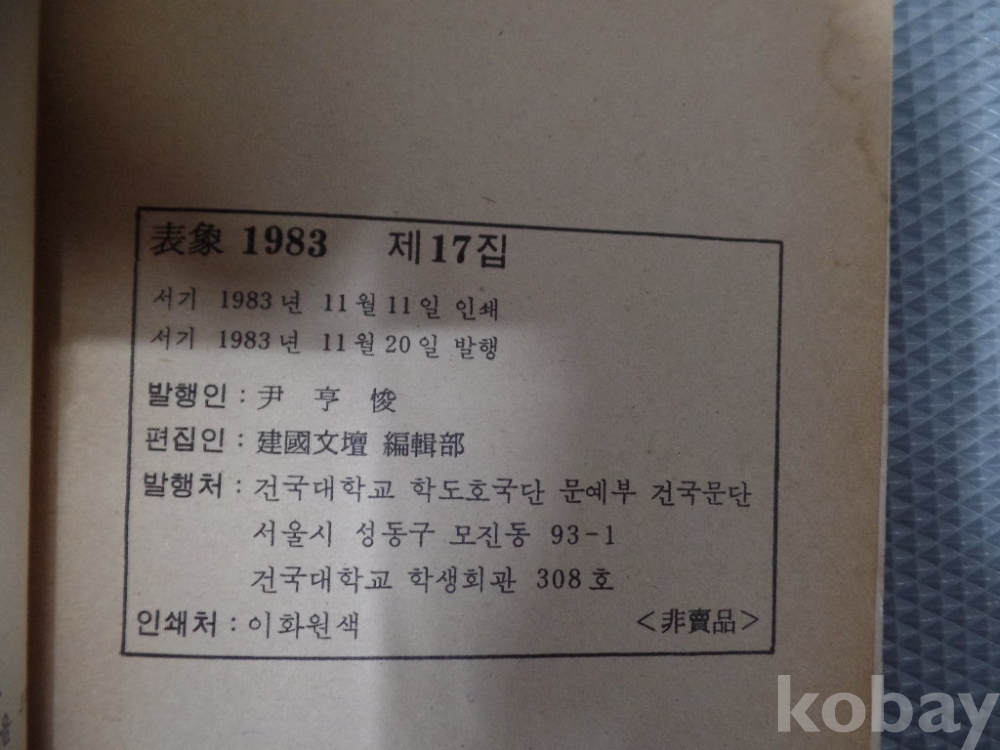 表象 1983 제17집
서기 1983년 11월 11일 인쇄
서기 1983년 11월 20일 발행
발행인 : 尹 亨 悛
편집인 : 建國文壇 編輯部
발행처 : 건국대학교 학도호국단 문예부 건국문단
서울시 성동구 모진동 93-1
건국대학교 학생회관 308호
인쇄처 : 이화원색 <非賣品>
kobay